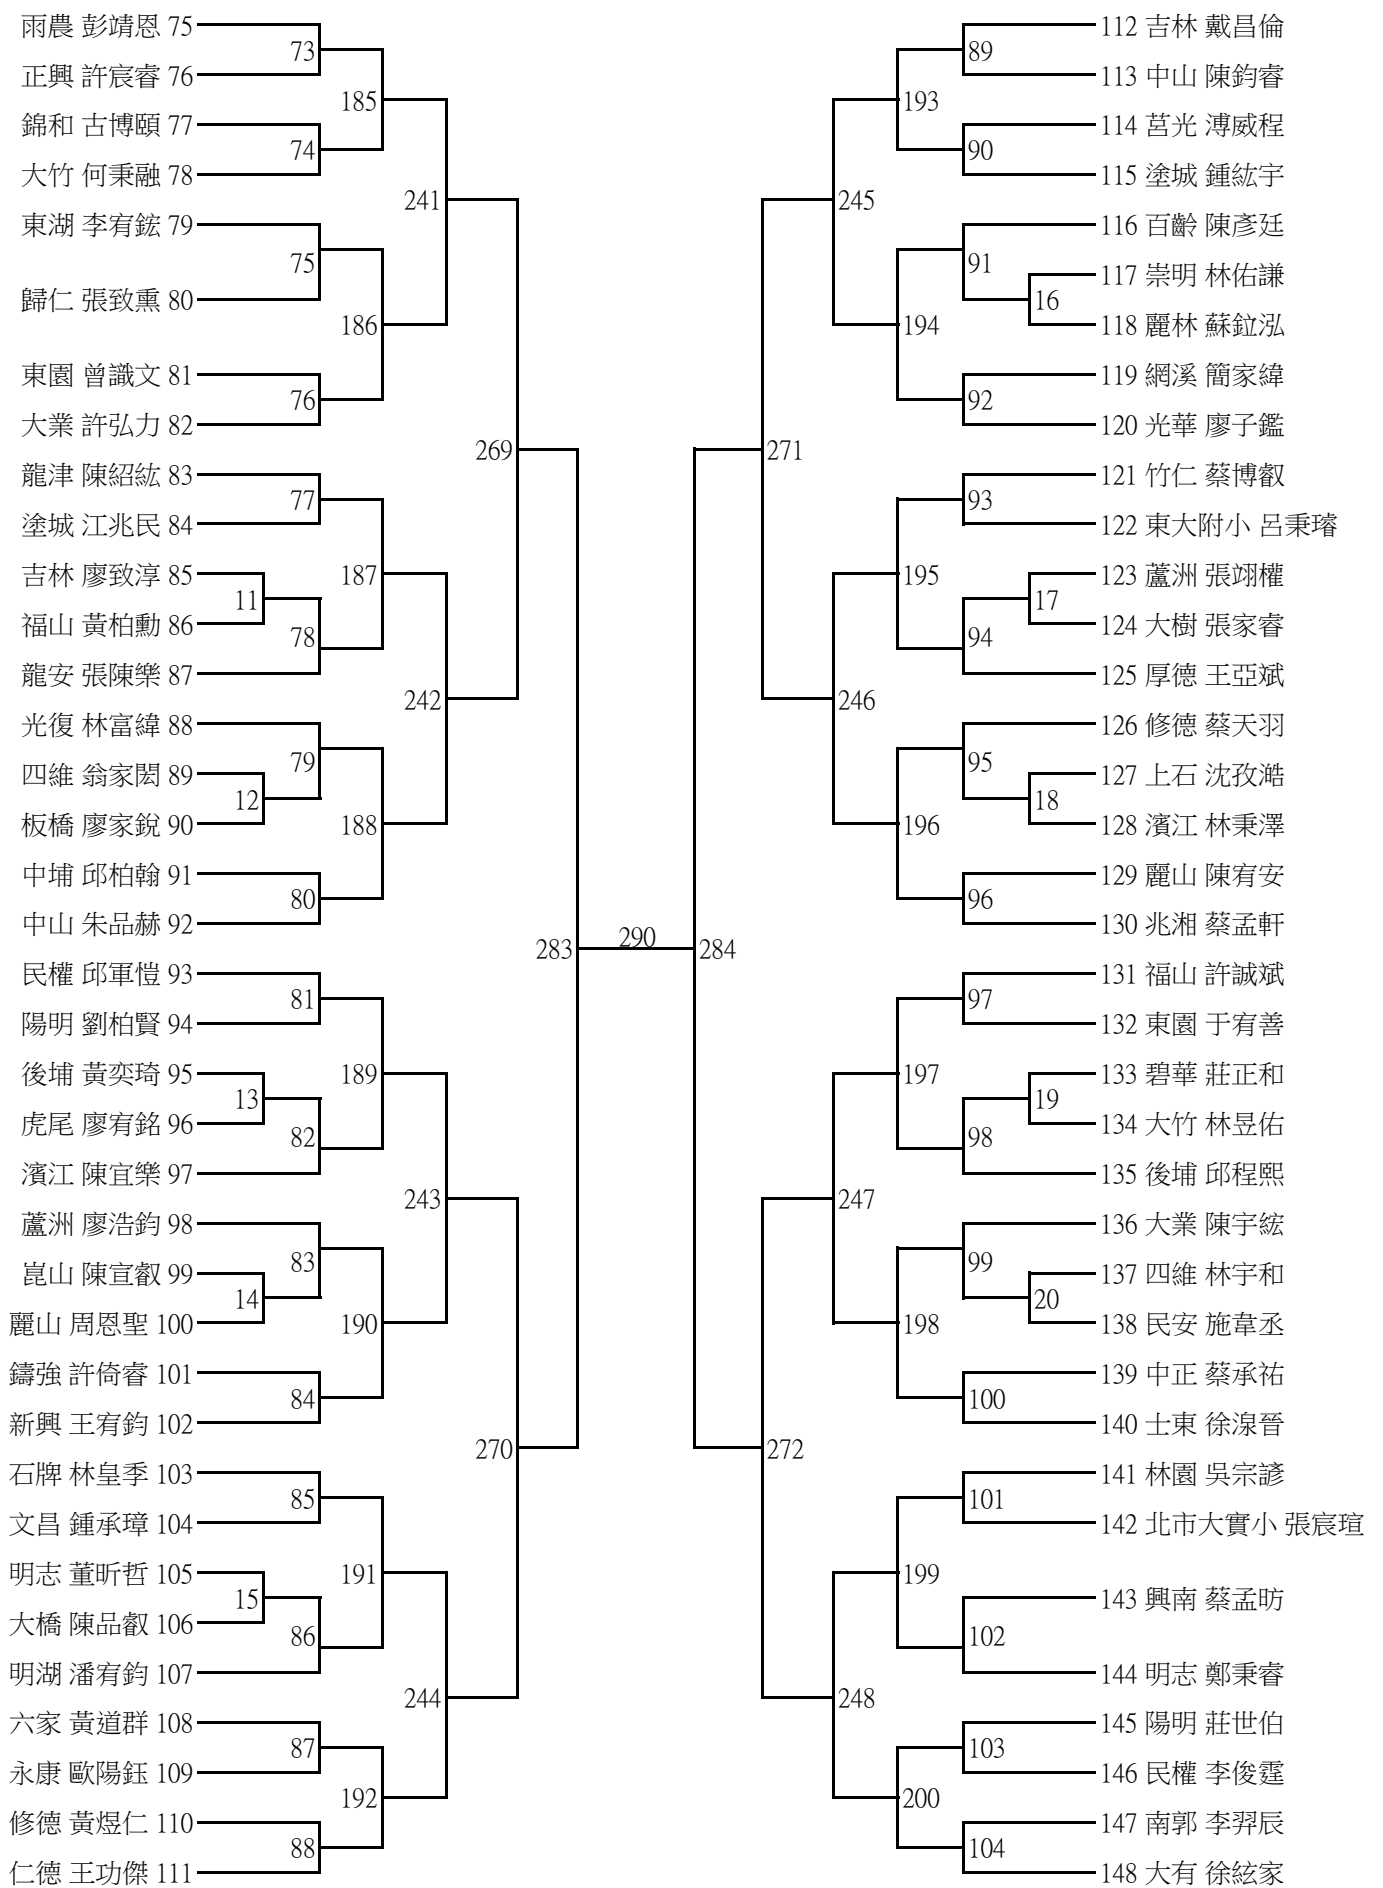 雨農 彭靖恩 75
73
正興 許宸睿 76
185
錦和 古博頤 77
74
大竹 何秉融 78
241
東湖 李宥鋐 79
75
歸仁 張致熏 80
186
東園 曾識文 81
76
大業 許弘力 82
269
龍津 陳紹紘 83
77
塗城 江兆民 84
187
吉林 廖致淳 85
11
福山 黃柏勳 86
78
龍安 張陳樂 87
242
光復 林富緯 88
79
四維 翁家閎 89
12
板橋 廖家銳 90
188
中埔 邱柏翰 91
80
中山 朱品赫 92
283
民權 邱軍愷 93
81
陽明 劉柏賢 94
189
後埔 黃奕琦 95
13
虎尾 廖宥銘 96
82
濱江 陳宜樂 97
243
蘆洲 廖浩鈞 98
83
崑山 陳宣叡 99
14
麗山 周恩聖 100
190
鑄強 許倚睿 101
84
新興 王宥鈞 102
270
石牌 林皇季 103
85
文昌 鍾承璋 104
191
明志 董昕哲 105
15
大橋 陳品叡 106
86
明湖 潘宥鈞 107
244
六家 黃道群 108
87
永康 歐陽鈺 109
192
修德 黃煜仁 110
88
仁德 王功傑 111
290
112 吉林 戴昌倫
89
113 中山 陳鈞睿
193
114 莒光 溥威程
90
115 塗城 鍾紘宇
245
116 百齡 陳彥廷
91
117 崇明 林佑謙
16
118 麗林 蘇鉝泓
194
119 網溪 簡家緯
92
120 光華 廖子鑑
271
121 竹仁 蔡博叡
93
122 東大附小 呂秉璿
195
123 蘆洲 張翊權
17
124 大樹 張家睿
94
125 厚德 王亞斌
246
126 修德 蔡天羽
95
127 上石 沈孜澔
18
128 濱江 林秉澤
196
129 麗山 陳宥安
96
130 兆湘 蔡孟軒
284
131 福山 許誠斌
97
132 東園 于宥善
197
133 碧華 莊正和
19
134 大竹 林昱佑
98
135 後埔 邱程熙
247
136 大業 陳宇紘
99
137 四維 林宇和
20
138 民安 施韋丞
198
139 中正 蔡承祐
100
140 士東 徐湶晉
272
141 林園 吳宗諺
101
142 北市大實小 張宸瑄
199
143 興南 蔡孟昉
102
144 明志 鄭秉睿
248
145 陽明 莊世伯
103
146 民權 李俊霆
200
147 南郭 李羿辰
104
148 大有 徐絃家